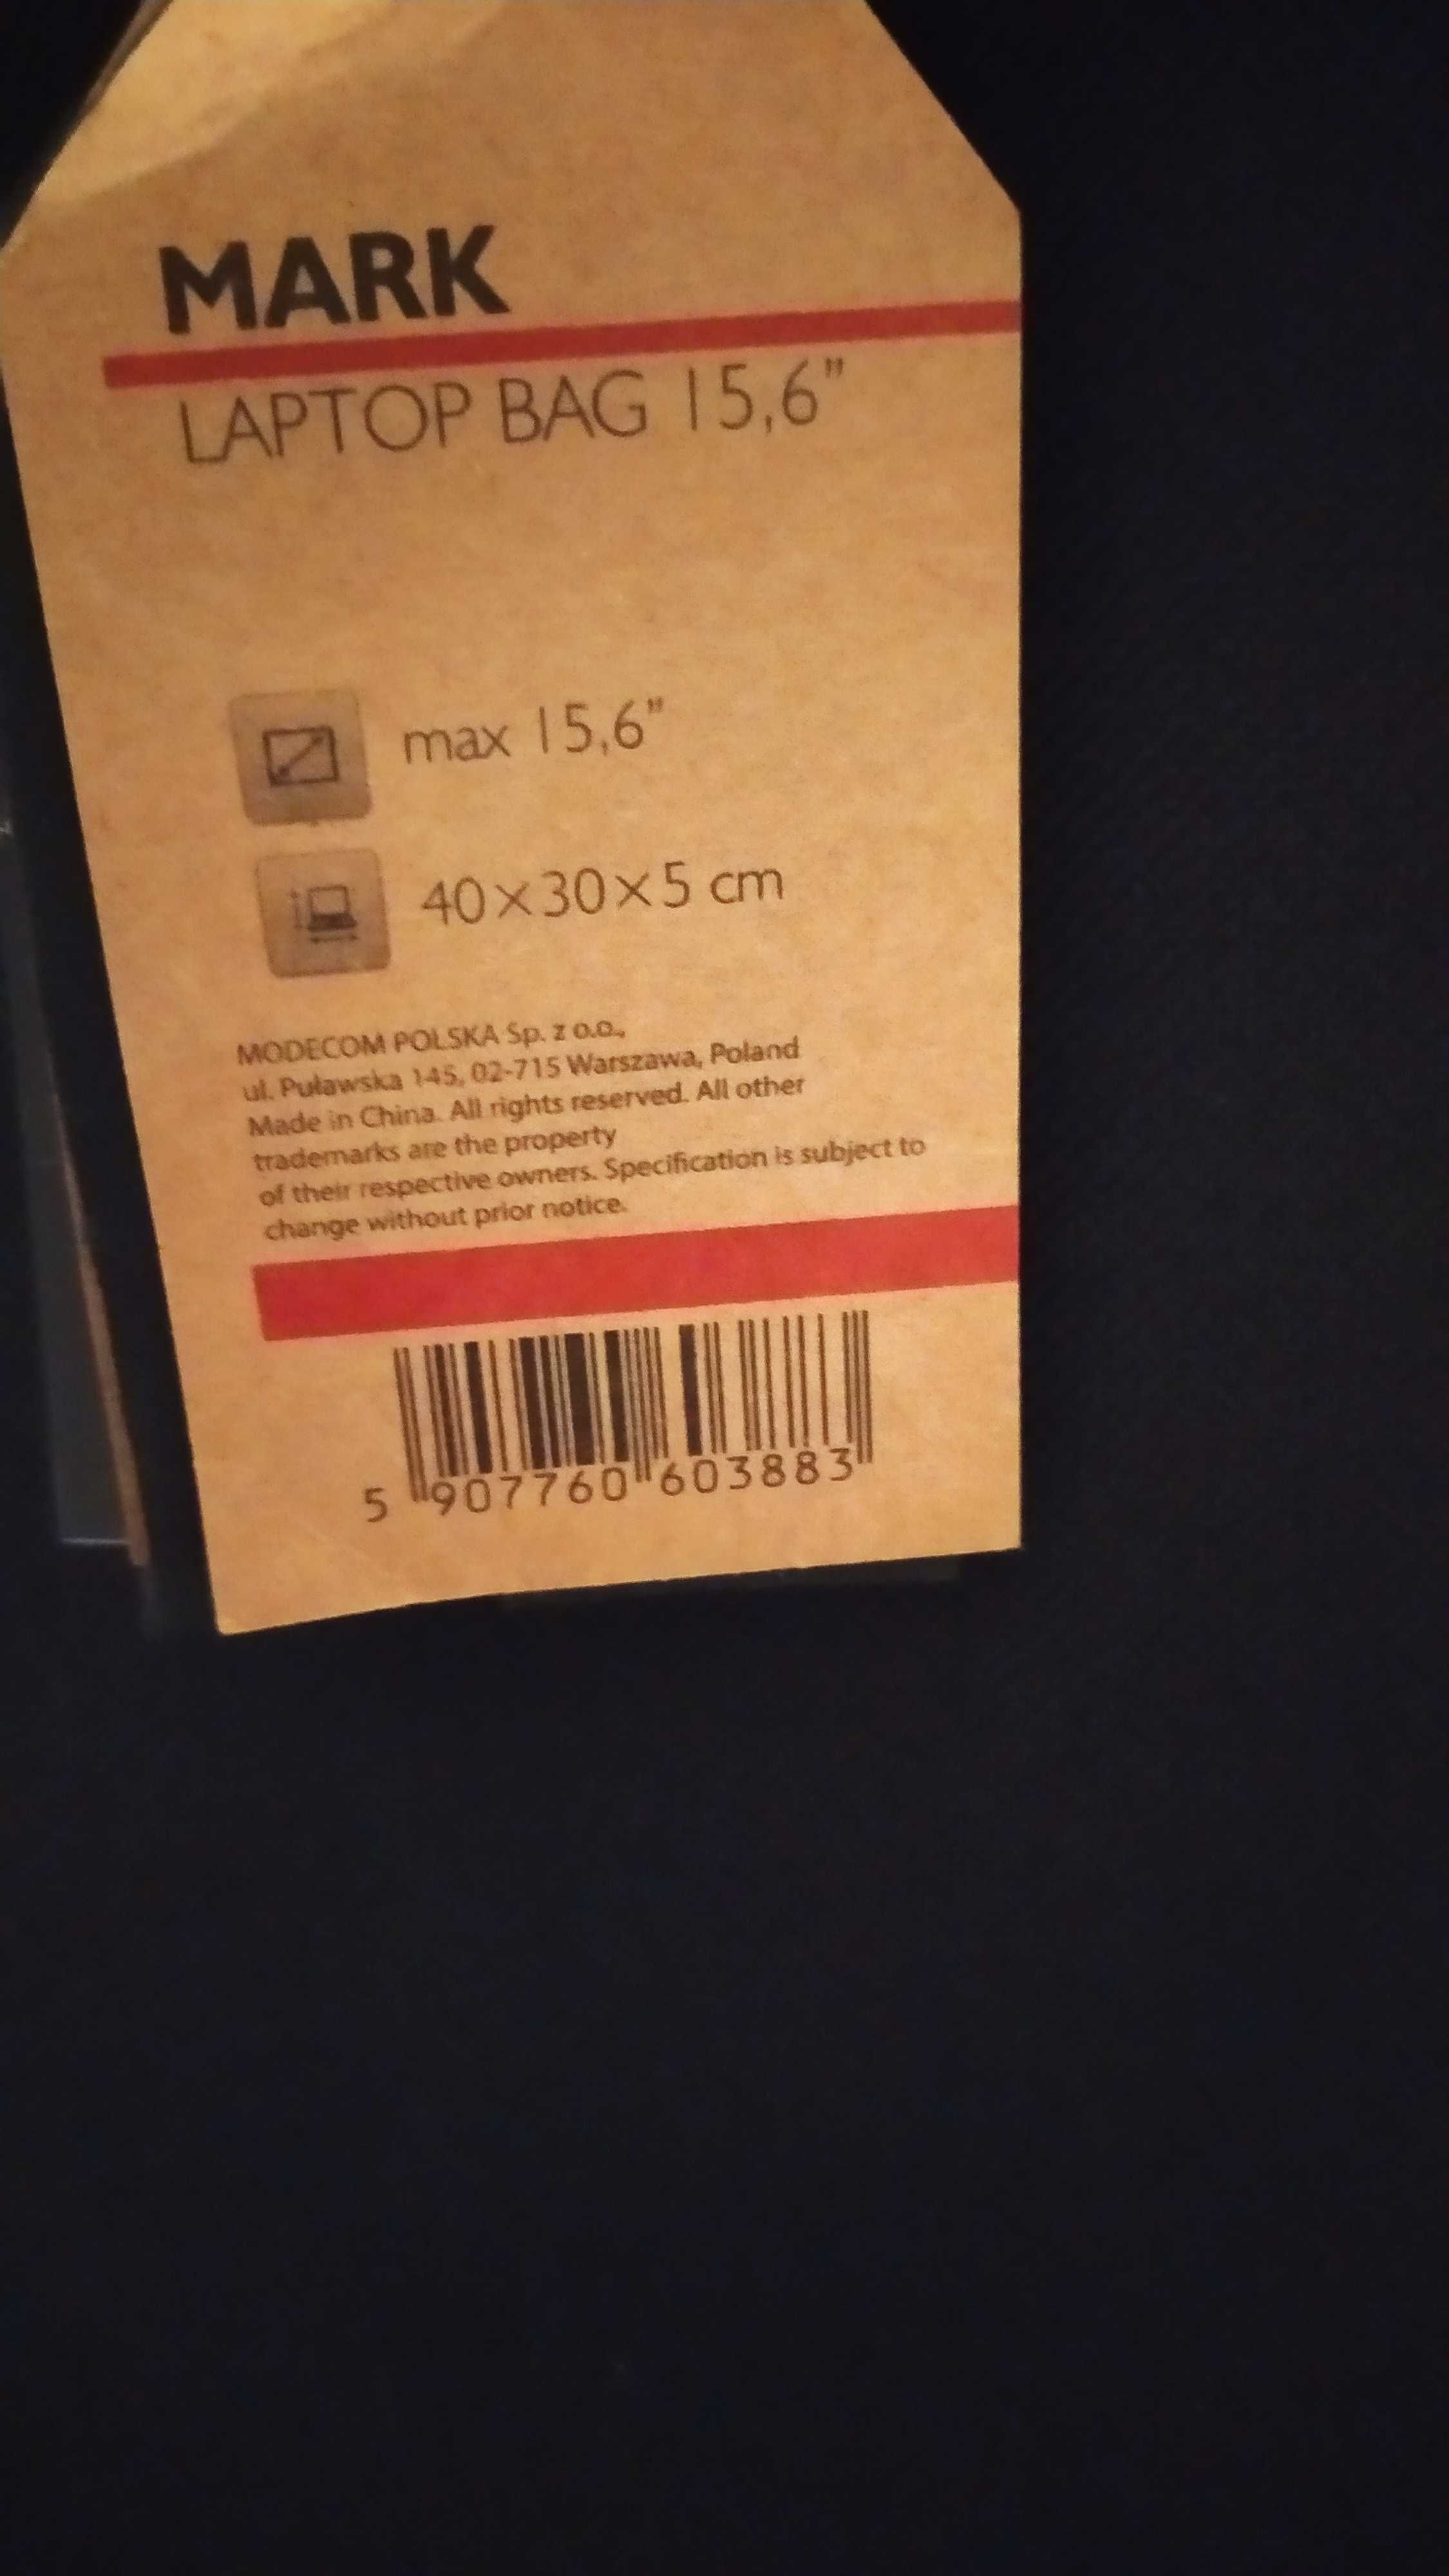 MARK
LAPTOP BAG 15,6"
max 15,6"
40×30×5 cm
MODECOM POLSKA Sp. z o.o.,
ul. Puławska 145, 02-715 Warszawa, Poland
Made in China. All rights reserved. All other
trademarks are the property
of their respective owners. Specification is subject to
change without prior notice.
5 907760 603883